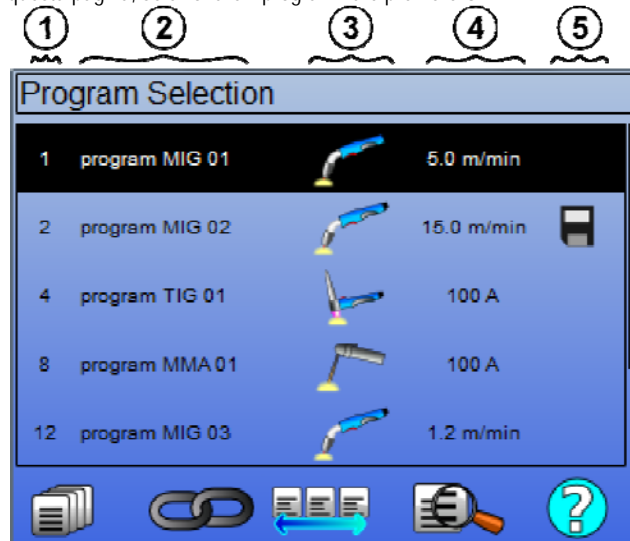 1 2 3 4 5
Program Selection
1 program MIG 01 5.0 m/min
2 program MIG 02 15.0 m/min
4 program TIG 01 100 A
8 program MMA 01 100 A
12 program MIG 03 1.2 m/min
?